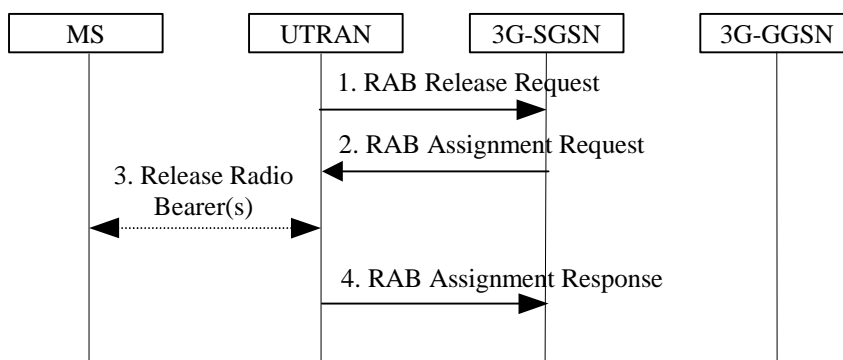 MS
UTRAN
3G-SGSN
3G-GGSN
1. RAB Release Request
2. RAB Assignment Request
3. Release Radio
Bearer(s)
4. RAB Assignment Response